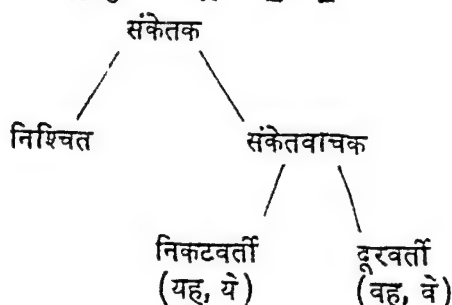 संकेतक
निश्चित संकेतवाचक
निकटवर्ती दूरवर्ती
(यह, ये) (वह, वे)